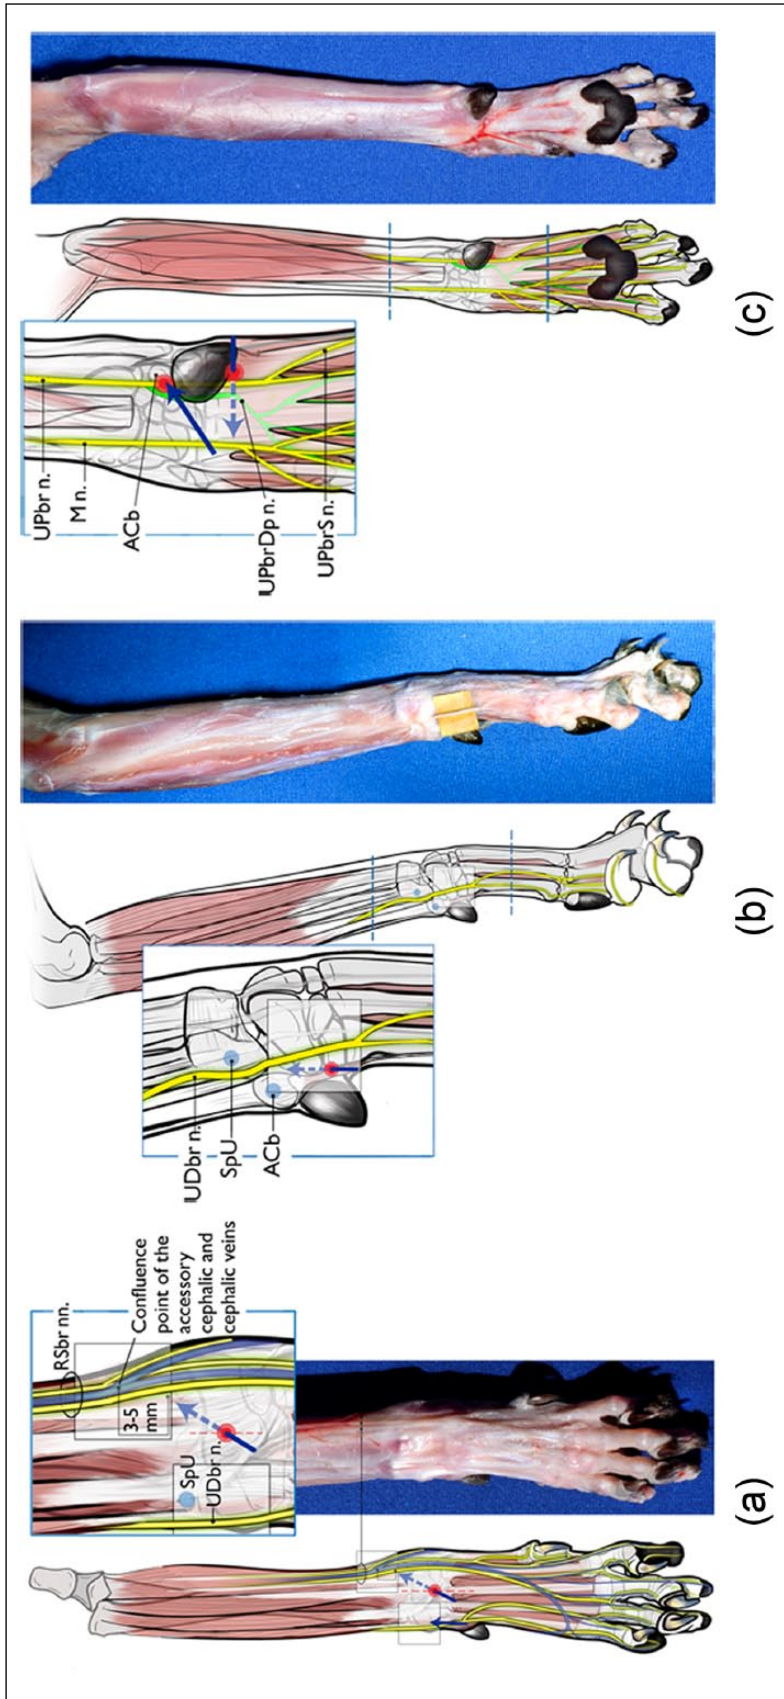 RSbr nn.
Confluence
point of the
accessory
cephalic and
cephalic veins
3-5
mm
SpU
UDbr n.
(a)
UDbr n.
SpU
ACb
(b)
UPbr n.
M n.
ACb
UPbrDp n.
UPbrS n.
(c)